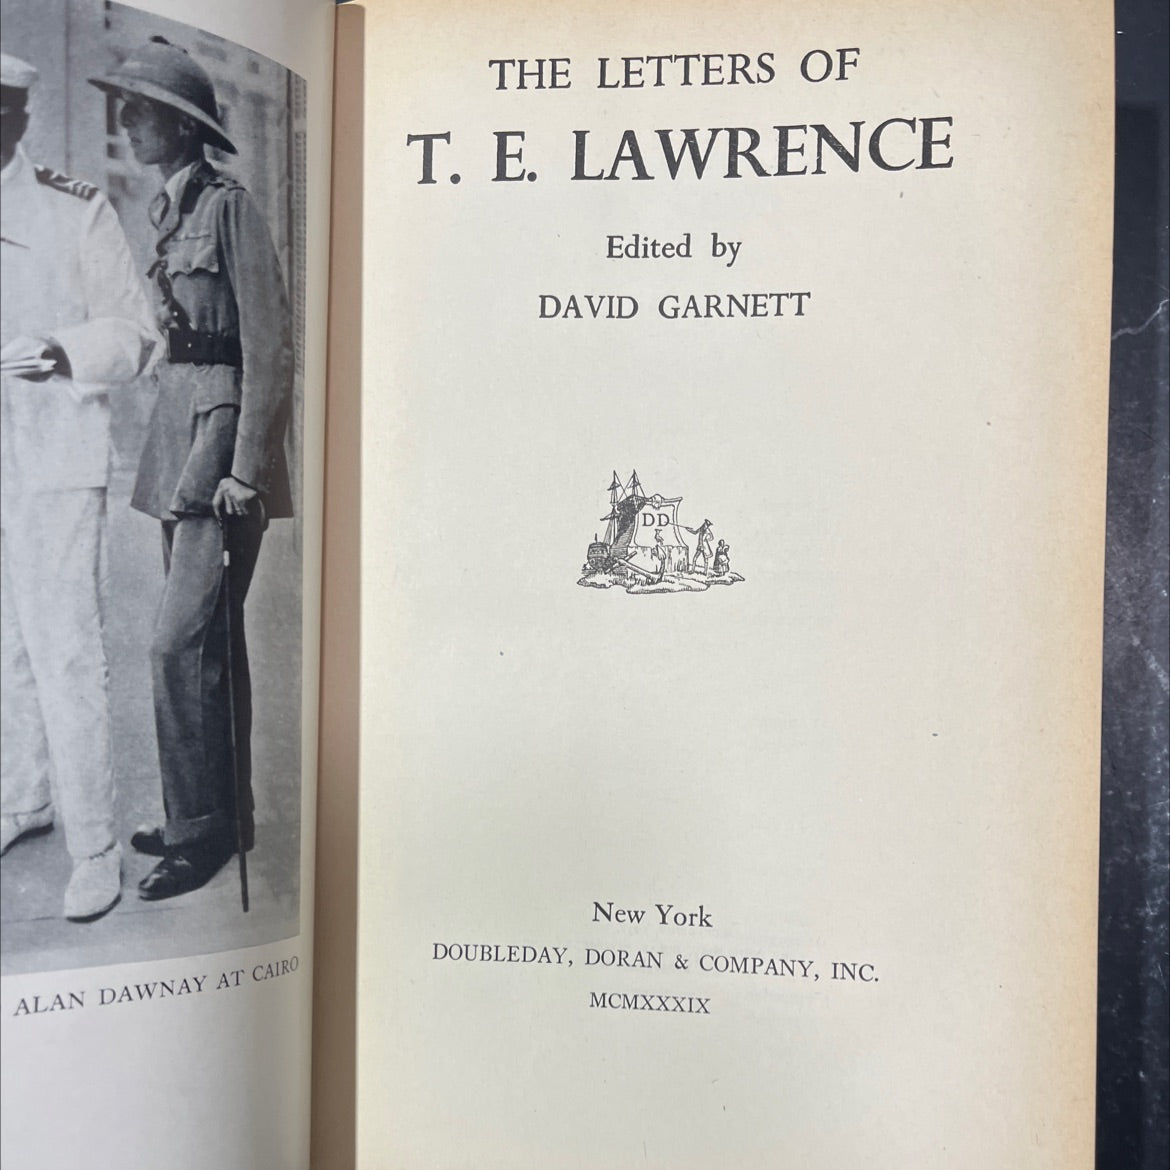 ALAN DAWNAY AT CAIRO
THE LETTERS OF
T. E. LAWRENCE
Edited by
DAVID GARNETT
DD
New York
DOUBLEDAY, DORAN & COMPANY, INC.
MCMXXXIX